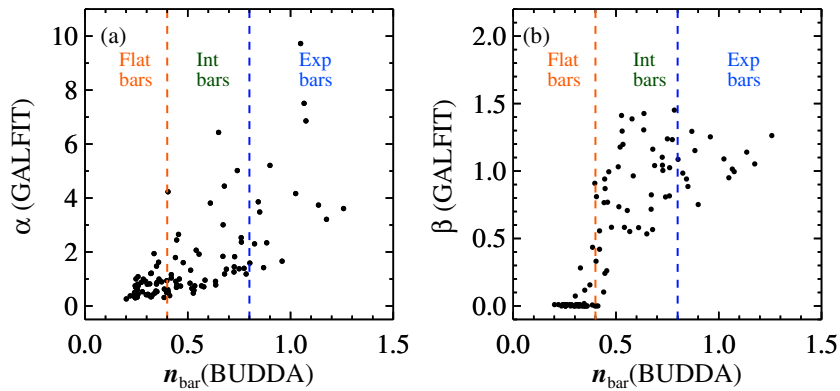 (a)
Flat bars
Int bars
Exp bars
10
8
6
4
2
0
α (GALFIT)
0.0 0.5 1.0 1.5
n_bar(BUDDA)
(b)
Flat bars
Int bars
Exp bars
2.0
1.5
1.0
0.5
0.0
β (GALFIT)
0.0 0.5 1.0 1.5
n_bar(BUDDA)